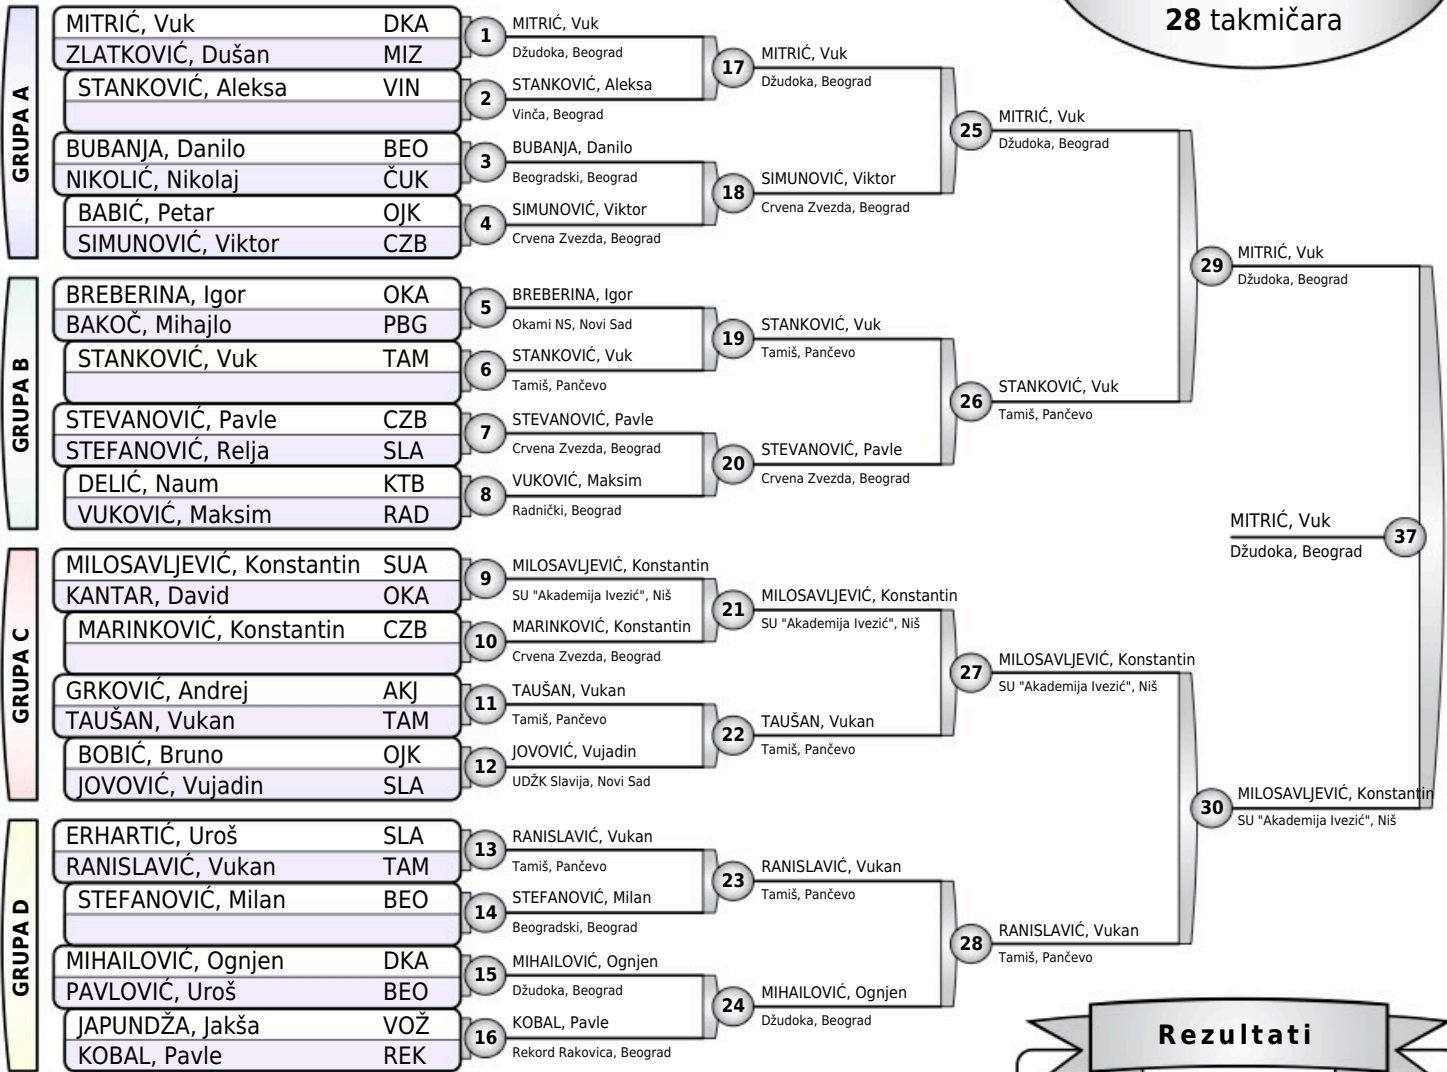 28 takmičara
GRUPA A
MITRIĆ, Vuk DKA
ZLATKOVIĆ, Dušan MIZ
STANKOVIĆ, Aleksa VIN
BUBANJA, Danilo BEO
NIKOLIĆ, Nikolaj ČUK
BABIĆ, Petar OJK
SIMUNOVIĆ, Viktor CZB
GRUPA B
BREBERINA, Igor OKA
BAKOČ, Mihajlo PBG
STANKOVIĆ, Vuk TAM
STEVANOVIĆ, Pavle CZB
STEFANOVIĆ, Relja SLA
DELIĆ, Naum KTB
VUKOVIĆ, Maksim RAD
GRUPA C
MILOSAVLJEVIĆ, Konstantin SUA
KANTAR, David OKA
MARINKOVIĆ, Konstantin CZB
GRKOVIĆ, Andrej AKJ
TAUŠAN, Vukan TAM
BOBIĆ, Bruno OJK
JOVOVIĆ, Vujadin SLA
GRUPA D
ERHARTIĆ, Uroš SLA
RANISLAVIĆ, Vukan TAM
STEFANOVIĆ, Milan BEO
MIHAILOVIĆ, Ognjen DKA
PAVLOVIĆ, Uroš BEO
JAPUNDŽA, Jakša VOŽ
KOBAL, Pavle REK
1
MITRIĆ, Vuk
Džudoka, Beograd
2
STANKOVIĆ, Aleksa
Vinča, Beograd
3
BUBANJA, Danilo
Beogradski, Beograd
4
SIMUNOVIĆ, Viktor
Crvena Zvezda, Beograd
5
BREBERINA, Igor
Okami NS, Novi Sad
6
STANKOVIĆ, Vuk
Tamiš, Pančevo
7
STEVANOVIĆ, Pavle
Crvena Zvezda, Beograd
8
VUKOVIĆ, Maksim
Radnički, Beograd
9
MILOSAVLJEVIĆ, Konstantin
SU "Akademija Ivezić", Niš
10
MARINKOVIĆ, Konstantin
Crvena Zvezda, Beograd
11
TAUŠAN, Vukan
Tamiš, Pančevo
12
JOVOVIĆ, Vujadin
UDŽK Slavija, Novi Sad
13
RANISLAVIĆ, Vukan
Tamiš, Pančevo
14
STEFANOVIĆ, Milan
Beogradski, Beograd
15
MIHAILOVIĆ, Ognjen
Džudoka, Beograd
16
KOBAL, Pavle
Rekord Rakovica, Beograd
17
MITRIĆ, Vuk
Džudoka, Beograd
18
SIMUNOVIĆ, Viktor
Crvena Zvezda, Beograd
19
STANKOVIĆ, Vuk
Tamiš, Pančevo
20
STEVANOVIĆ, Pavle
Crvena Zvezda, Beograd
21
MILOSAVLJEVIĆ, Konstantin
SU "Akademija Ivezić", Niš
22
TAUŠAN, Vukan
Tamiš, Pančevo
23
RANISLAVIĆ, Vukan
Tamiš, Pančevo
24
MIHAILOVIĆ, Ognjen
Džudoka, Beograd
25
MITRIĆ, Vuk
Džudoka, Beograd
26
STANKOVIĆ, Vuk
Tamiš, Pančevo
27
MILOSAVLJEVIĆ, Konstantin
SU "Akademija Ivezić", Niš
28
RANISLAVIĆ, Vukan
Tamiš, Pančevo
29
MITRIĆ, Vuk
Džudoka, Beograd
30
MILOSAVLJEVIĆ, Konstantin
SU "Akademija Ivezić", Niš
MITRIĆ, Vuk
Džudoka, Beograd
37
Rezultati